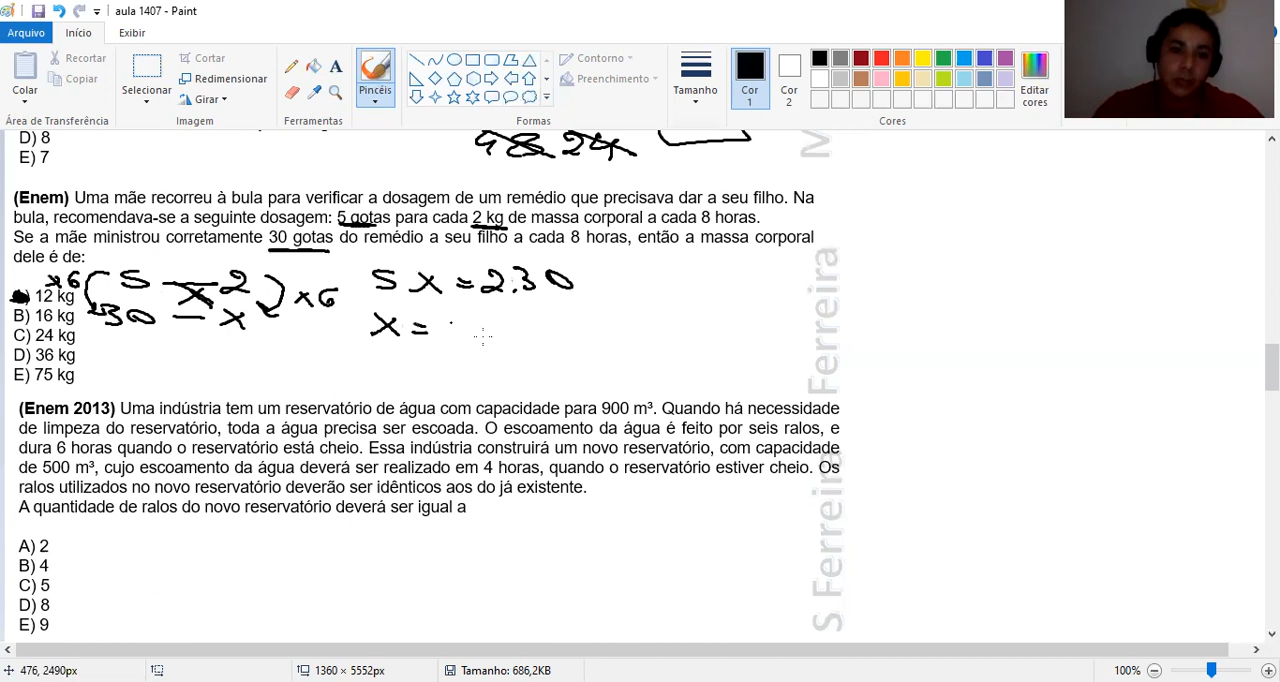 aula 1407 - Paint
Arquivo Início Exibir
Colar
Recortar
Copiar
Área de Transferência
Selecionar
Cortar
Redimensionar
Girar
Imagem
Ferramentas
Pincéis
Contorno
Preenchimento
Formas
Tamanho
Cor 1
Cor 2
Editar cores
Cores
D) 8
E) 7
48 24
(Enem) Uma mãe recorreu à bula para verificar a dosagem de um remédio que precisava dar a seu filho. Na
bula, recomendava-se a seguinte dosagem: 5 gotas para cada 2 kg de massa corporal a cada 8 horas.
Se a mãe ministrou corretamente 30 gotas do remédio a seu filho a cada 8 horas, então a massa corporal
dele é de:
x6 5 — 2 x6
x
30 — x
5x = 2.30
x =
) 12 kg
B) 16 kg
C) 24 kg
D) 36 kg
E) 75 kg
(Enem 2013) Uma indústria tem um reservatório de água com capacidade para 900 m³. Quando há necessidade
de limpeza do reservatório, toda a água precisa ser escoada. O escoamento da água é feito por seis ralos, e
dura 6 horas quando o reservatório está cheio. Essa indústria construirá um novo reservatório, com capacidade
de 500 m³, cujo escoamento da água deverá ser realizado em 4 horas, quando o reservatório estiver cheio. Os
ralos utilizados no novo reservatório deverão ser idênticos aos do já existente.
A quantidade de ralos do novo reservatório deverá ser igual a
A) 2
B) 4
C) 5
D) 8
E) 9
S Ferreira Ferreira
476, 2490px
1360 × 5552px
Tamanho: 686,2KB
100%